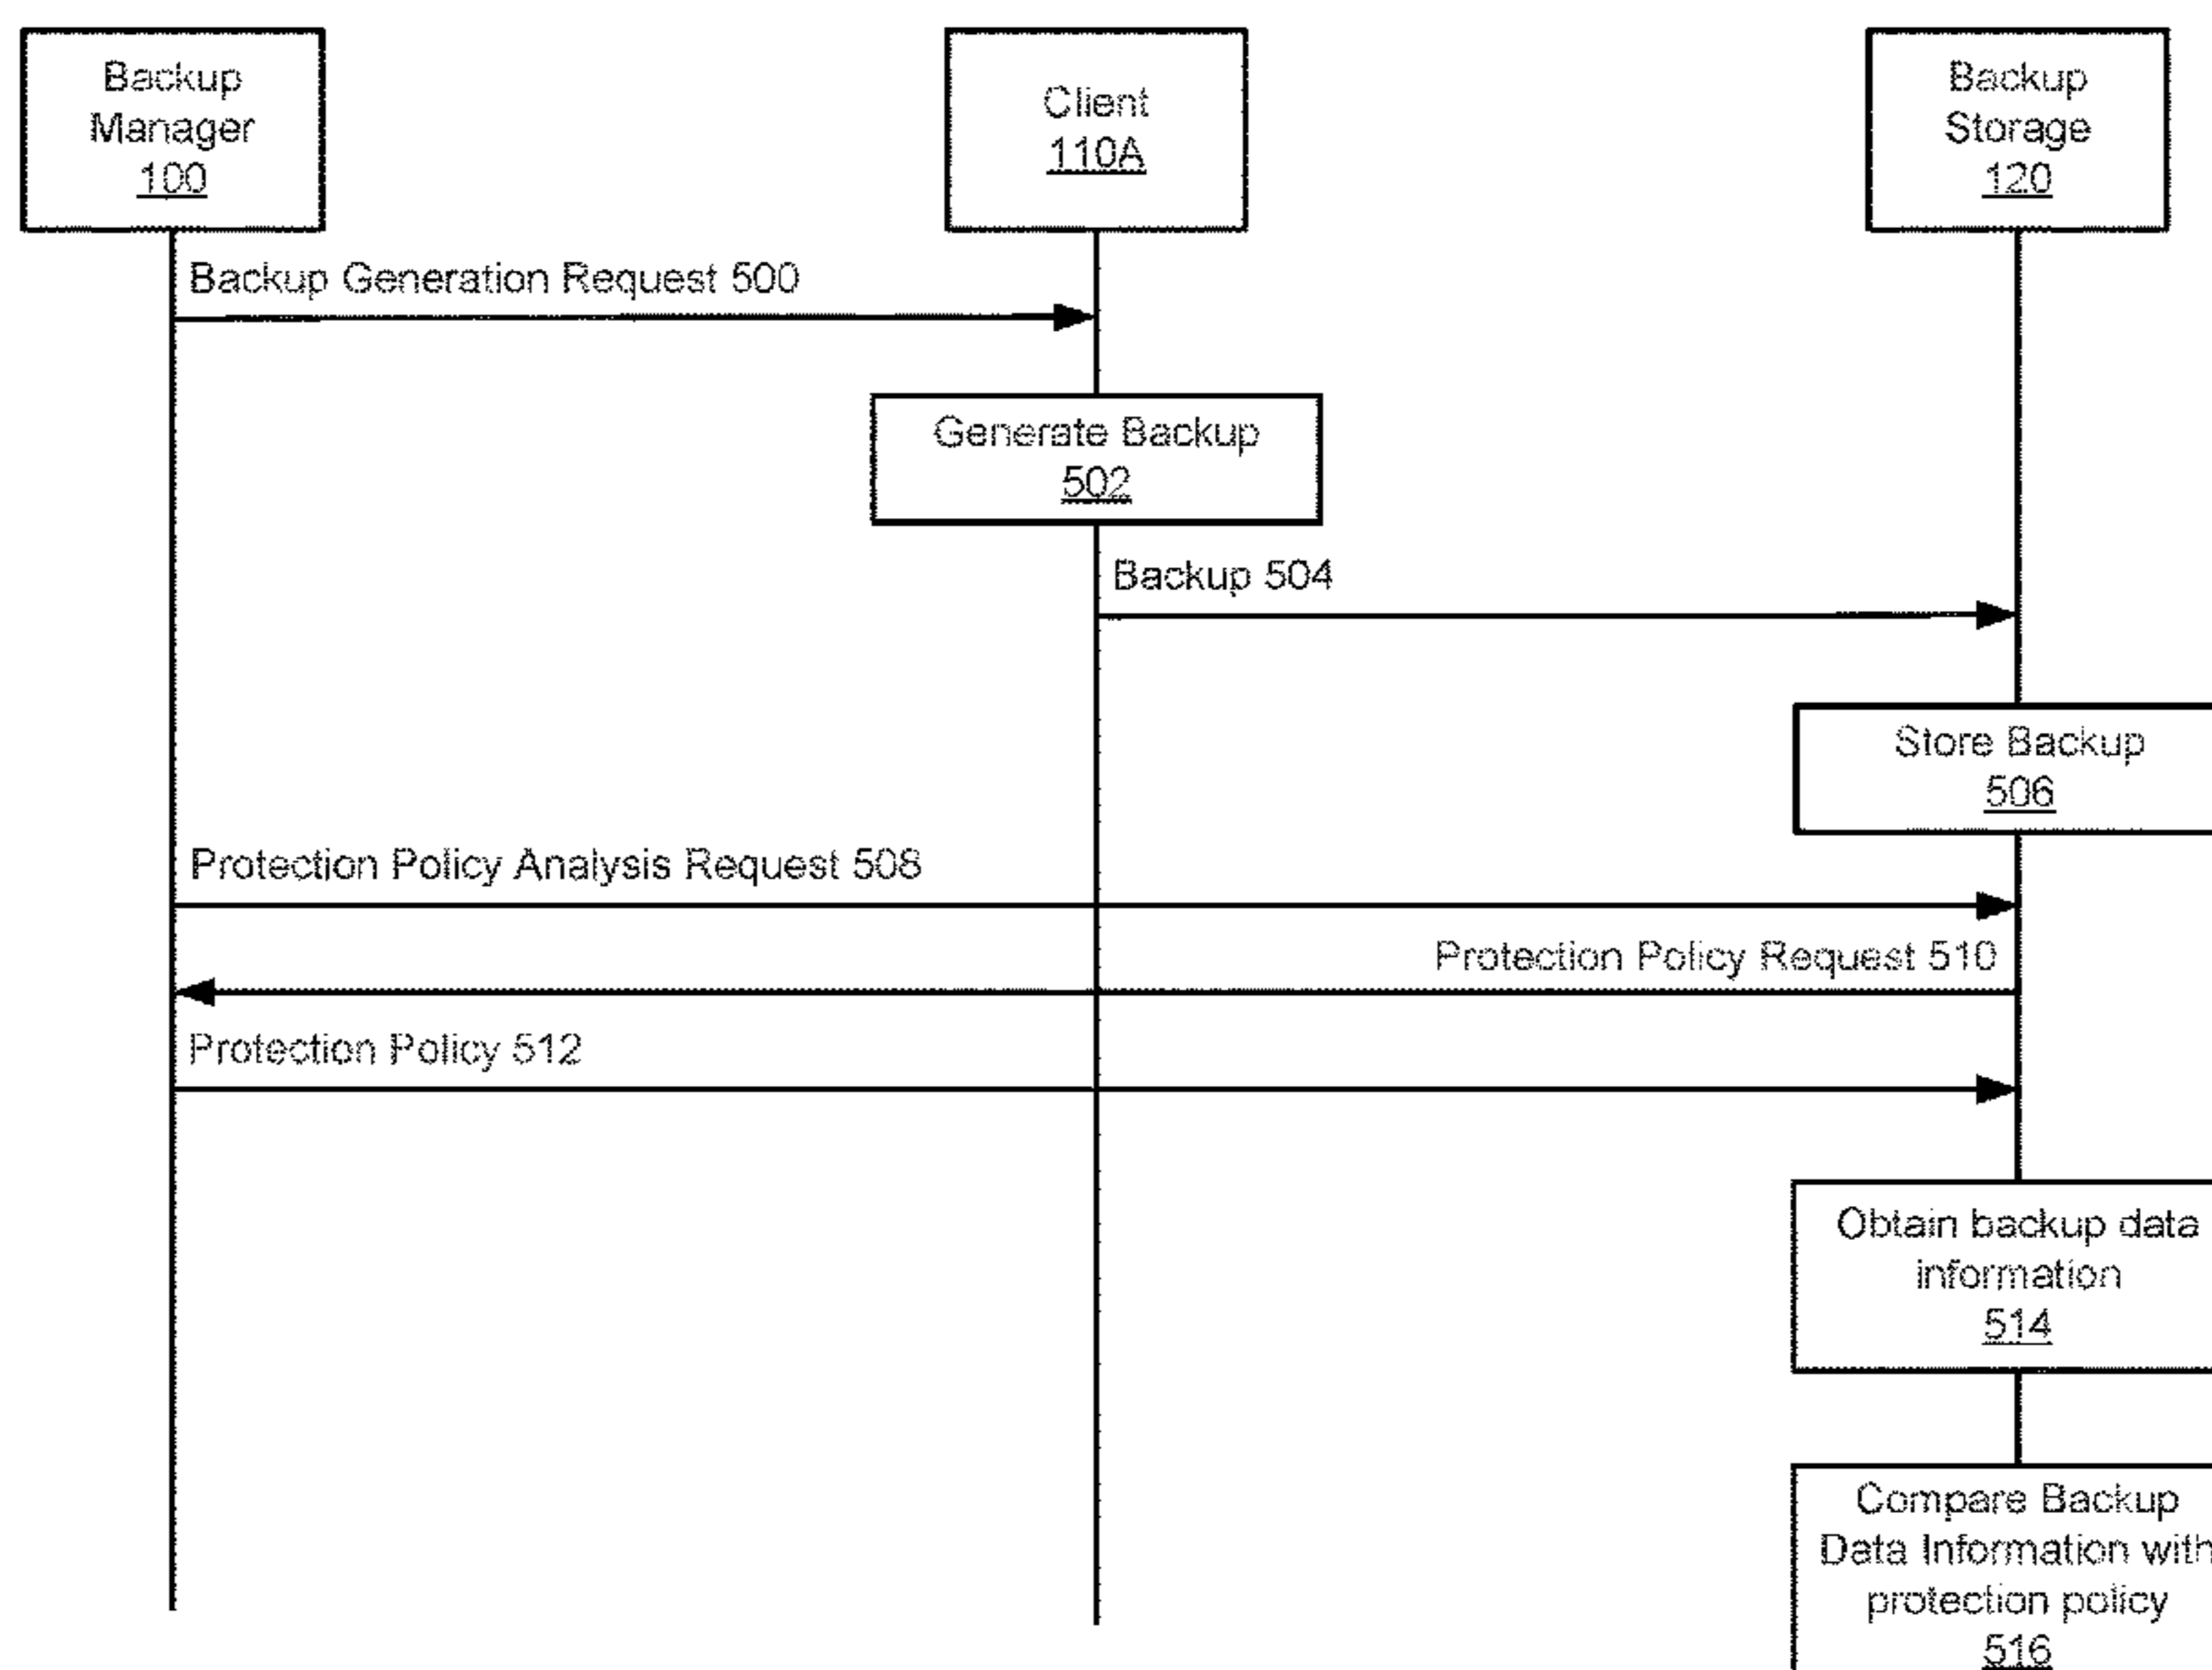 Backup
Manager
100
Client
110A
Backup
Storage
120
Backup Generation Request 500
Generate Backup
502
Backup 504
Store Backup
506
Protection Policy Analysis Request 508
Protection Policy Request 510
Protection Policy 512
Obtain backup data
information
514
Compare Backup
Data Information with
protection policy
516